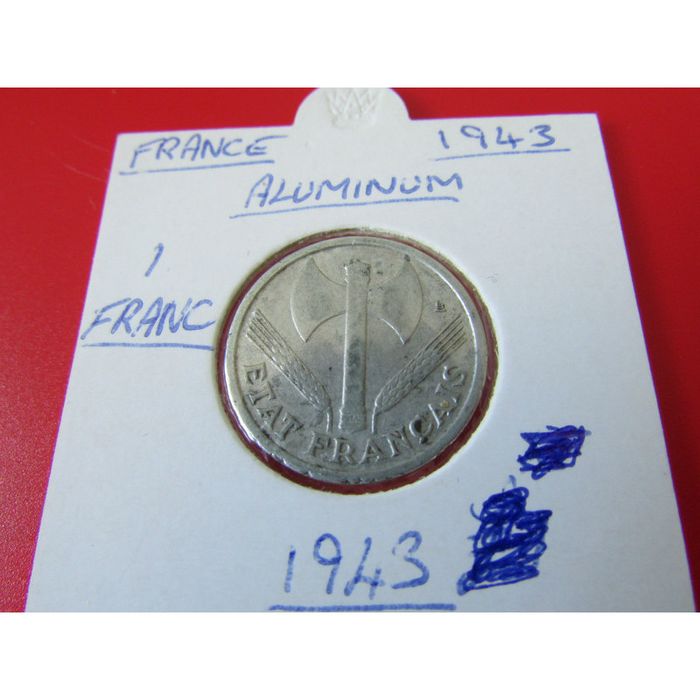 FRANCE 1943
ALUMINUM
1
FRANC
ETAT FRANÇAIS
1943